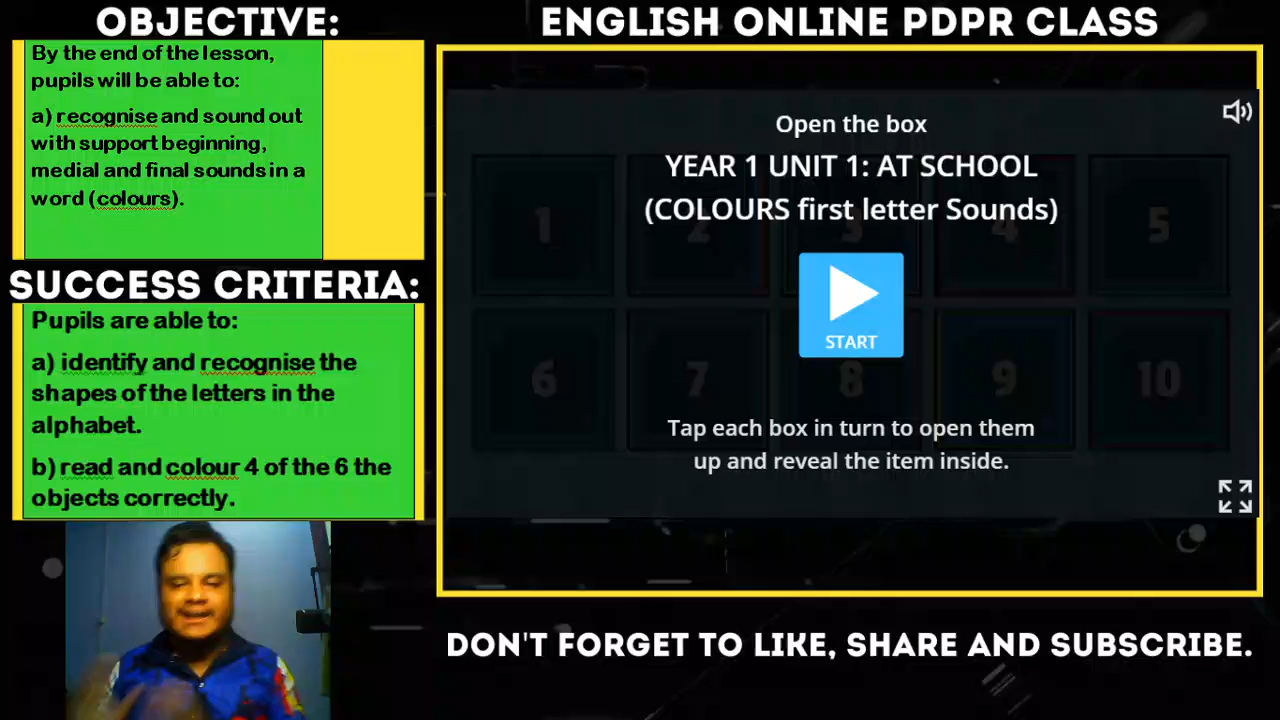 OBJECTIVE:
By the end of the lesson,
pupils will be able to:
a) recognise and sound out
with support beginning,
medial and final sounds in a
word (colours).
SUCCESS CRITERIA:
Pupils are able to:
a) identify and recognise the
shapes of the letters in the
alphabet.
b) read and colour 4 of the 6 the
objects correctly.
ENGLISH ONLINE PDPR CLASS
Open the box
YEAR 1 UNIT 1: AT SCHOOL
(COLOURS first letter Sounds)
1 2 3 4 5
START
6 7 8 9 10
Tap each box in turn to open them
up and reveal the item inside.
DON'T FORGET TO LIKE, SHARE AND SUBSCRIBE.